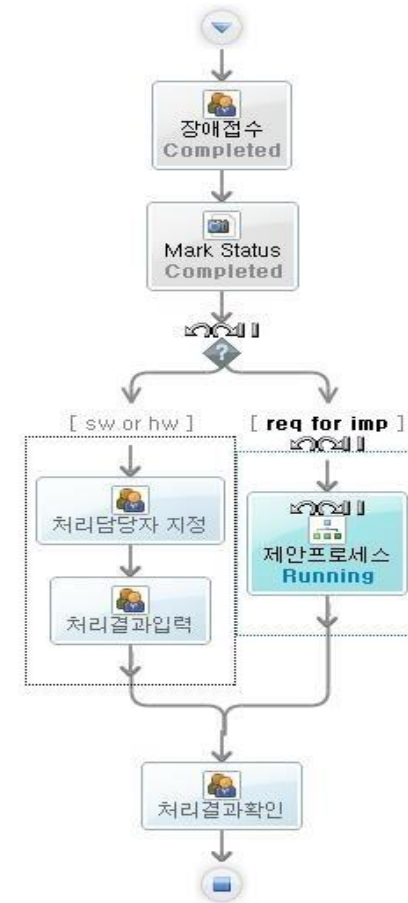 장애접수
Completed
Mark Status
Completed
?
[ sw or hw ]
[ req for imp ]
처리담당자 지정
처리결과입력
제안프로세스
Running
처리결과확인